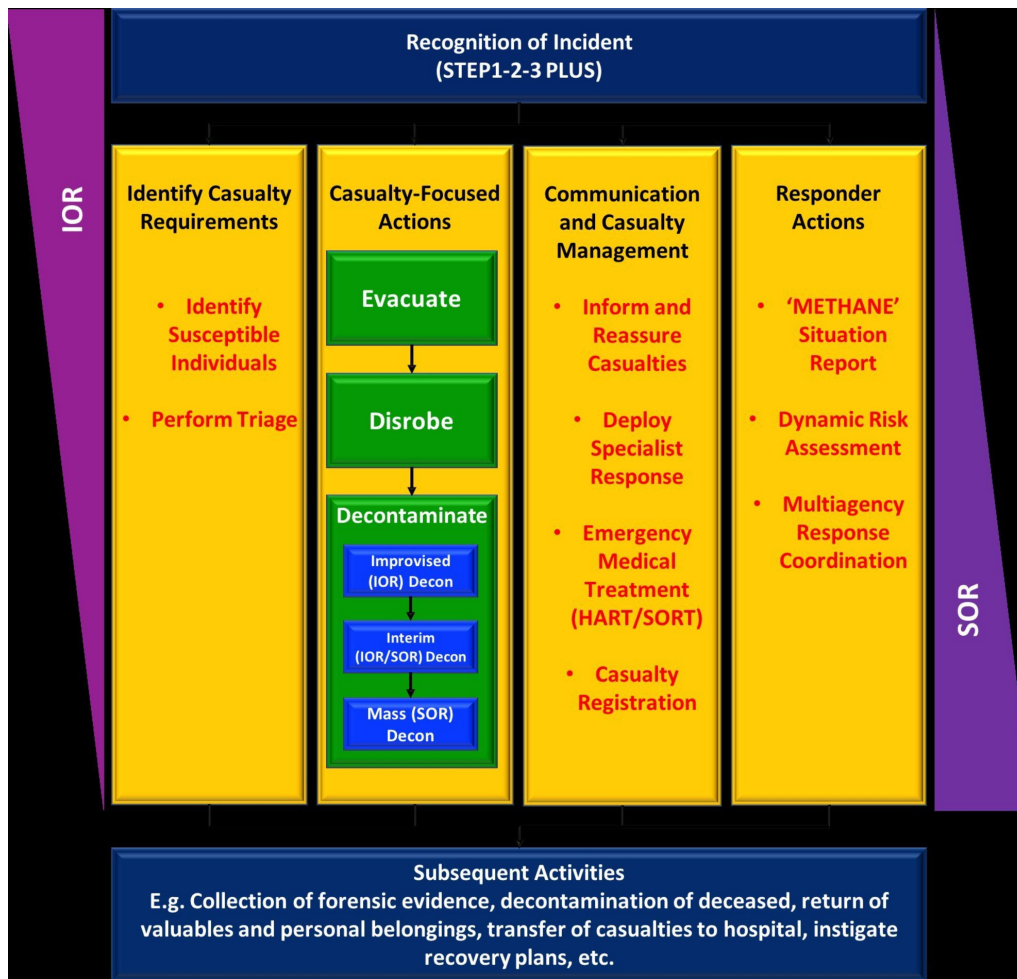 Recognition of Incident
(STEP1-2-3 PLUS)
IOR
Identify Casualty
Requirements
• Identify
Susceptible
Individuals
• Perform Triage
Casualty-Focused
Actions
Evacuate
Disrobe
Decontaminate
Improvised
(IOR) Decon
Interim
(IOR/SOR) Decon
Mass (SOR)
Decon
Communication
and Casualty
Management
• Inform and
Reassure
Casualties
• Deploy
Specialist
Response
• Emergency
Medical
Treatment
(HART/SORT)
• Casualty
Registration
Responder
Actions
• ‘METHANE’
Situation
Report
• Dynamic Risk
Assessment
• Multiagency
Response
Coordination
SOR
Subsequent Activities
E.g. Collection of forensic evidence, decontamination of deceased, return of
valuables and personal belongings, transfer of casualties to hospital, instigate
recovery plans, etc.